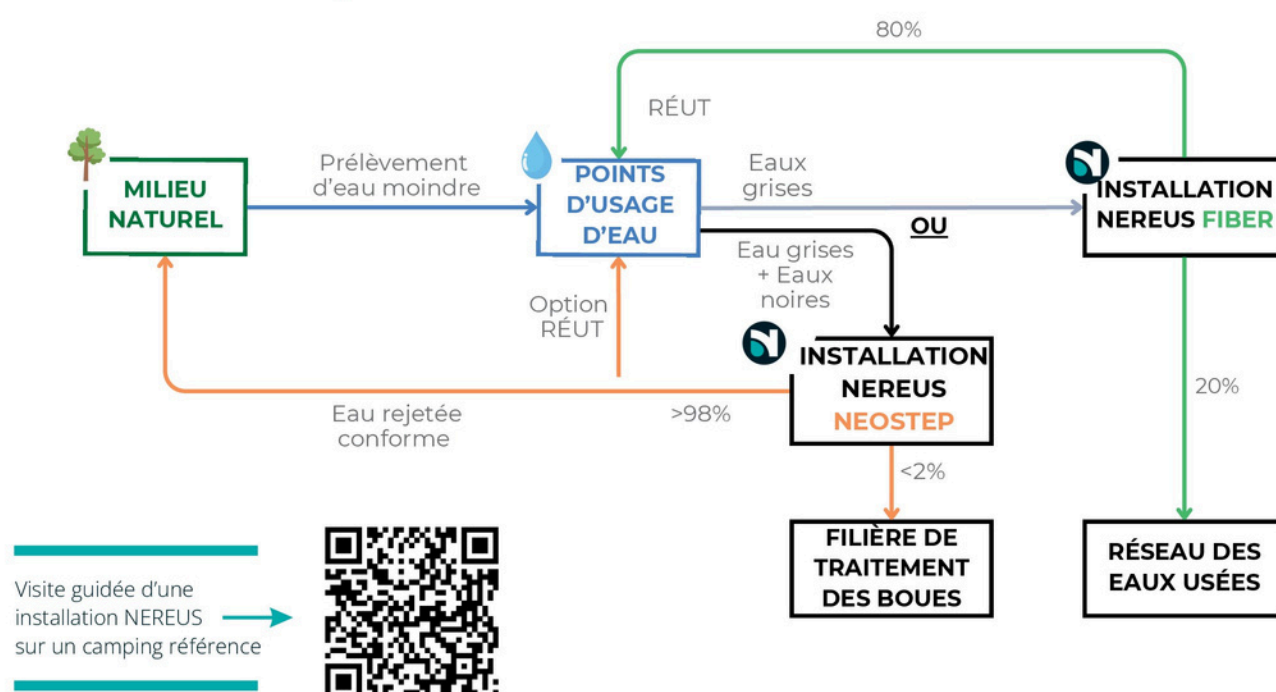 80%
RÉUT
MILIEU
NATUREL
Prélèvement
d'eau moindre
POINTS
D'USAGE
D'EAU
Eaux
grises
OU
INSTALLATION
NEREUS FIBER
Eau grises
+ Eaux
noires
Option
RÉUT
INSTALLATION
NEREUS
NEOSTEP
20%
Eau rejetée
conforme
>98%
<2%
FILIÈRE DE
TRAITEMENT
DES BOUES
RÉSEAU DES
EAUX USÉES
Visite guidée d'une
installation NEREUS
sur un camping référence